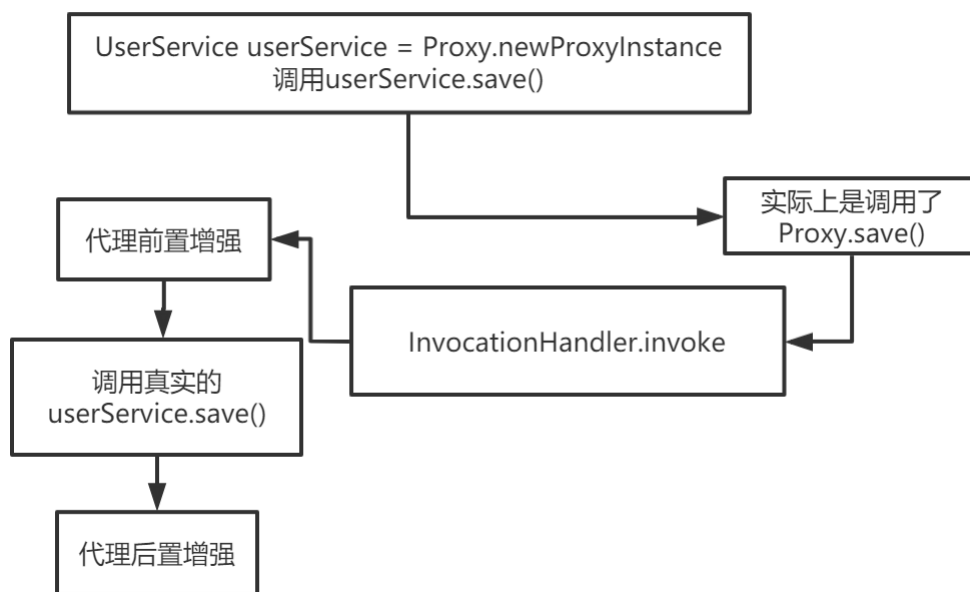 UserService userService = Proxy.newProxyInstance
调用userService.save()
实际上是调用了
Proxy.save()
InvocationHandler.invoke
代理前置增强
调用真实的
userService.save()
代理后置增强